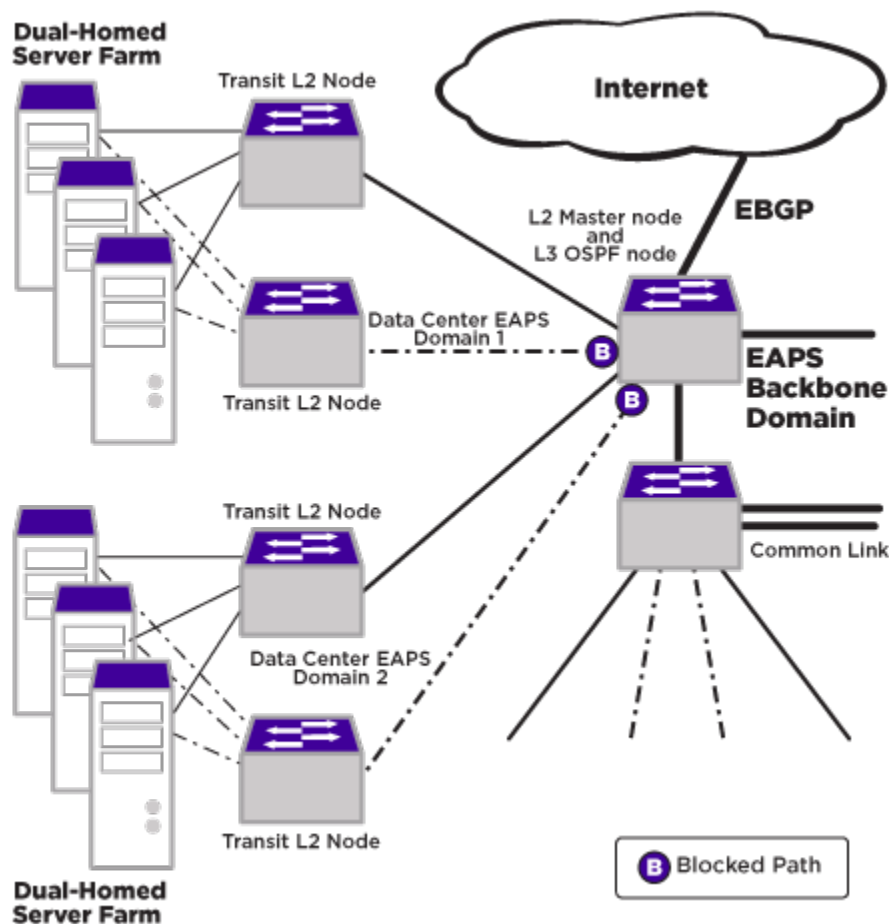 Dual-Homed
Server Farm
Transit L2 Node
Internet
EBGP
L2 Master node
and
L3 OSPF node
Data Center EAPS
Domain 1
B
B
Transit L2 Node
EAPS
Backbone
Domain
Transit L2 Node
Common Link
Data Center EAPS
Domain 2
Transit L2 Node
B Blocked Path
Dual-Homed
Server Farm